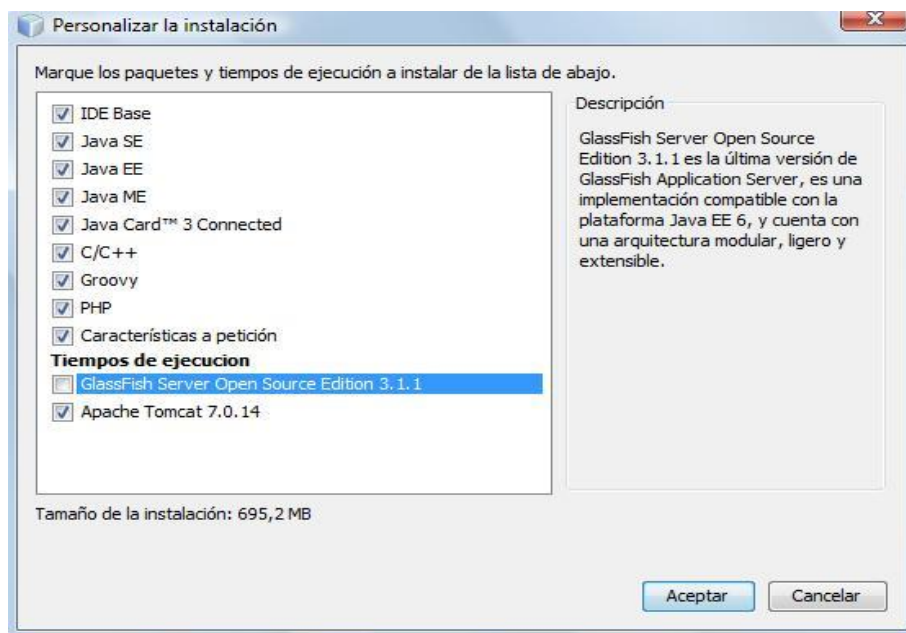 Personalizar la instalación
Marque los paquetes y tiempos de ejecución a instalar de la lista de abajo.
IDE Base
Java SE
Java EE
Java ME
Java Card™ 3 Connected
C/C++
Groovy
PHP
Características a petición
Tiempos de ejecucion
GlassFish Server Open Source Edition 3.1.1
Apache Tomcat 7.0.14
Descripción
GlassFish Server Open Source
Edition 3.1.1 es la última versión de
GlassFish Application Server, es una
implementación compatible con la
plataforma Java EE 6, y cuenta con
una arquitectura modular, ligero y
extensible.
Tamaño de la instalación: 695,2 MB
Aceptar
Cancelar